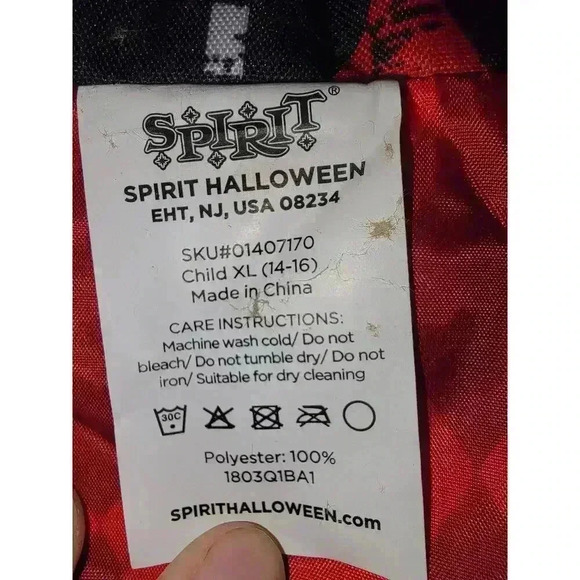 SPIRIT®
SPIRIT HALLOWEEN
EHT, NJ, USA 08234
SKU#01407170
Child XL (14-16)
Made in China
CARE INSTRUCTIONS:
Machine wash cold/ Do not
bleach/ Do not tumble dry/ Do not
iron/ Suitable for dry cleaning
30C
Polyester: 100%
1803Q1BA1
SPIRITHALLOWEEN.com